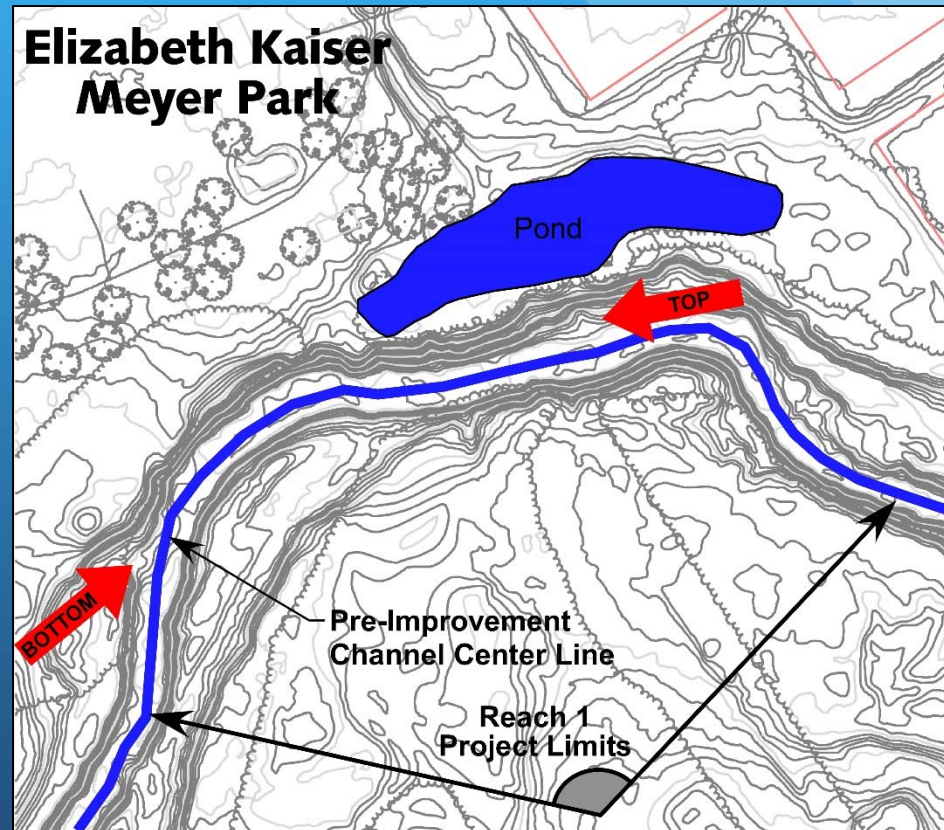 Elizabeth Kaiser
Meyer Park
Pond
TOP
BOTTOM
Pre-Improvement
Channel Center Line
Reach 1
Project Limits